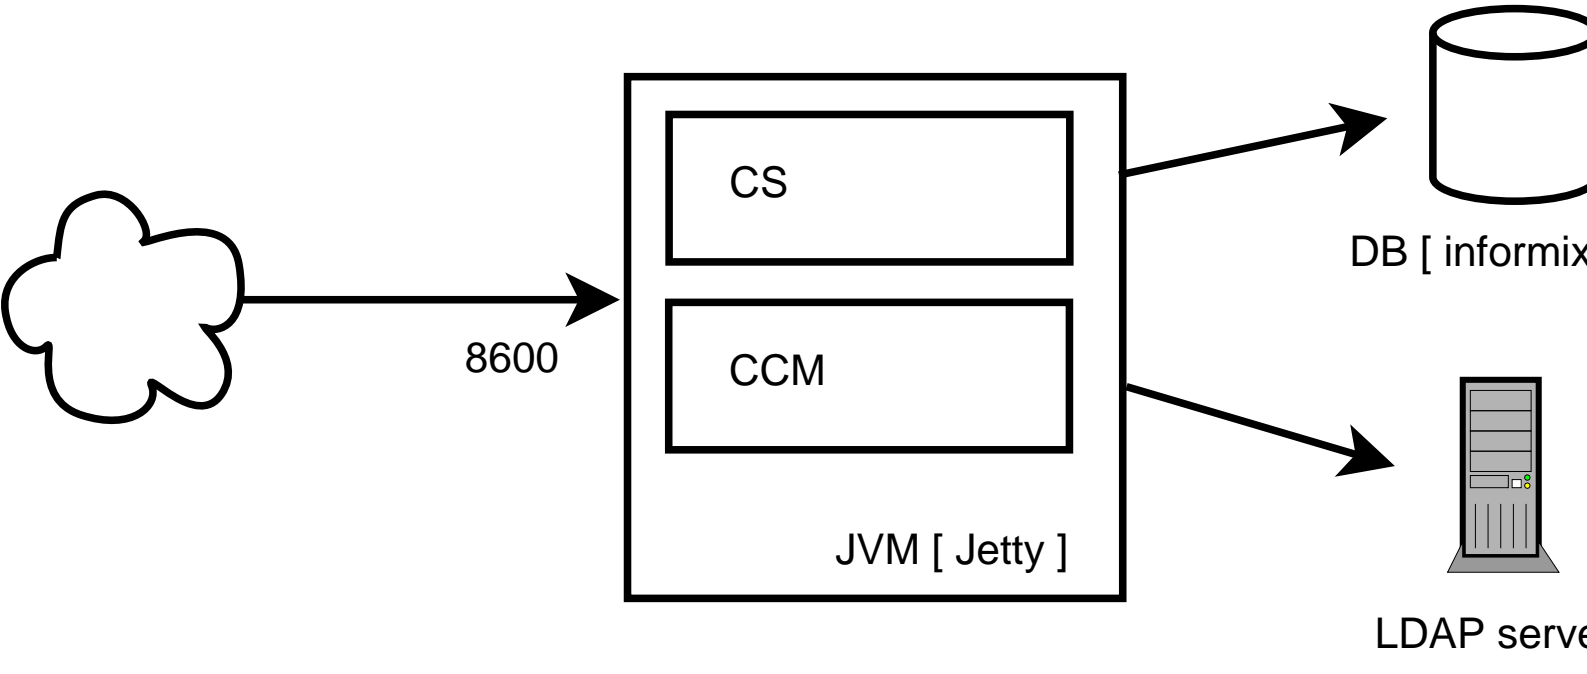 CS
DB [ informix
8600
CCM
JVM [ Jetty ]
LDAP serve